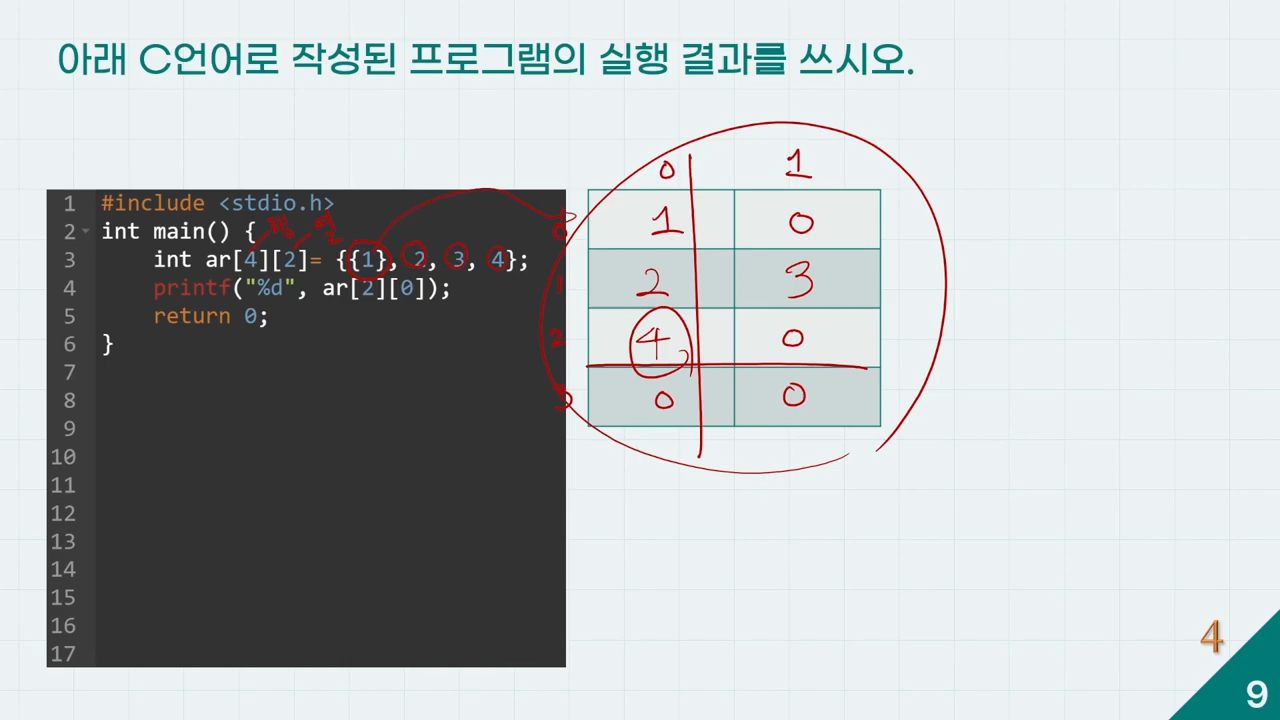 아래 C언어로 작성된 프로그램의 실행 결과를 쓰시오.
1 #include <stdio.h>
2 int main() {
3 int ar[4][2]= {{1}, 2, 3, 4};
4 printf("%d", ar[2][0]);
5 return 0;
6 }
7
8
9
10
11
12
13
14
15
16
17
행 열
0 1
0 1 0
1 2 3
2 4 0
3 0 0
4
9